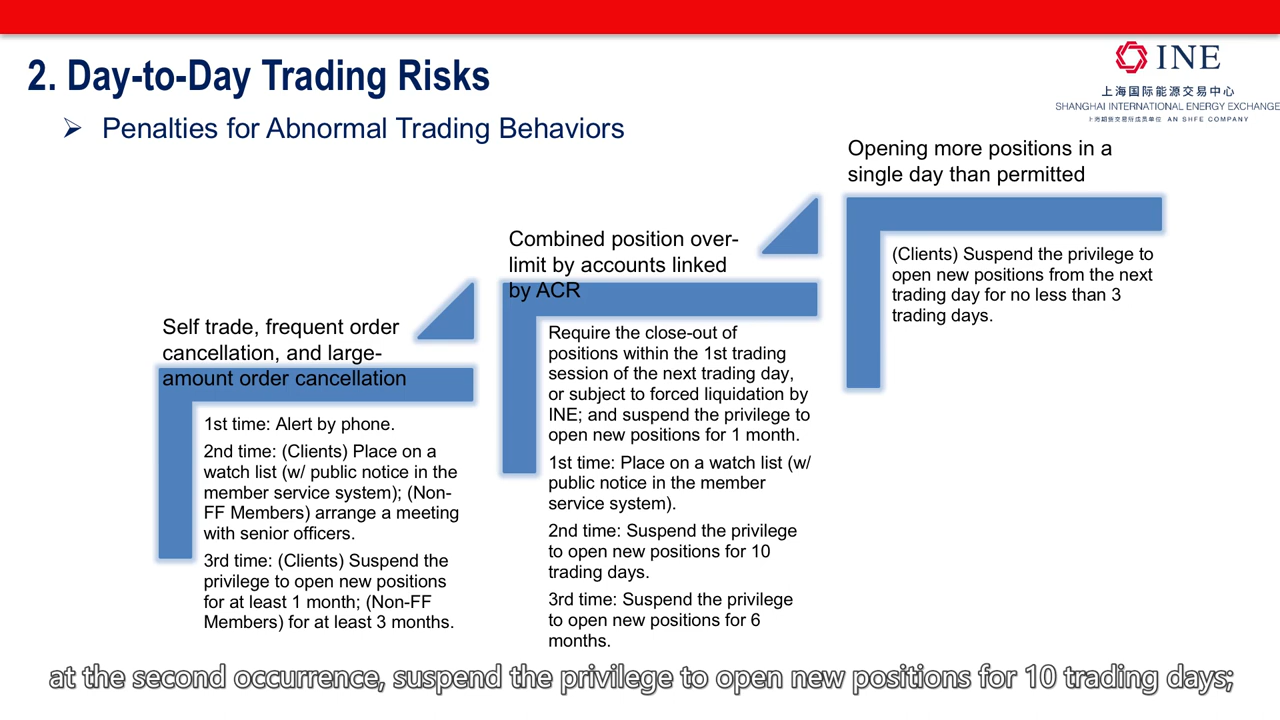 2. Day-to-Day Trading Risks
➢ Penalties for Abnormal Trading Behaviors
INE
上海国际能源交易中心
SHANGHAI INTERNATIONAL ENERGY EXCHANGE
上海期货交易所成员单位 AN SHFE COMPANY
Self trade, frequent order
cancellation, and large-
amount order cancellation
1st time: Alert by phone.
2nd time: (Clients) Place on a
watch list (w/ public notice in the
member service system); (Non-
FF Members) arrange a meeting
with senior officers.
3rd time: (Clients) Suspend the
privilege to open new positions
for at least 1 month; (Non-FF
Members) for at least 3 months.
Combined position over-
limit by accounts linked
by ACR
Require the close-out of
positions within the 1st trading
session of the next trading day,
or subject to forced liquidation by
INE; and suspend the privilege to
open new positions for 1 month.
1st time: Place on a watch list (w/
public notice in the member
service system).
2nd time: Suspend the privilege
to open new positions for 10
trading days.
3rd time: Suspend the privilege
to open new positions for 6
months.
Opening more positions in a
single day than permitted
(Clients) Suspend the privilege to
open new positions from the next
trading day for no less than 3
trading days.
at the second occurrence, suspend the privilege to open new positions for 10 trading days;